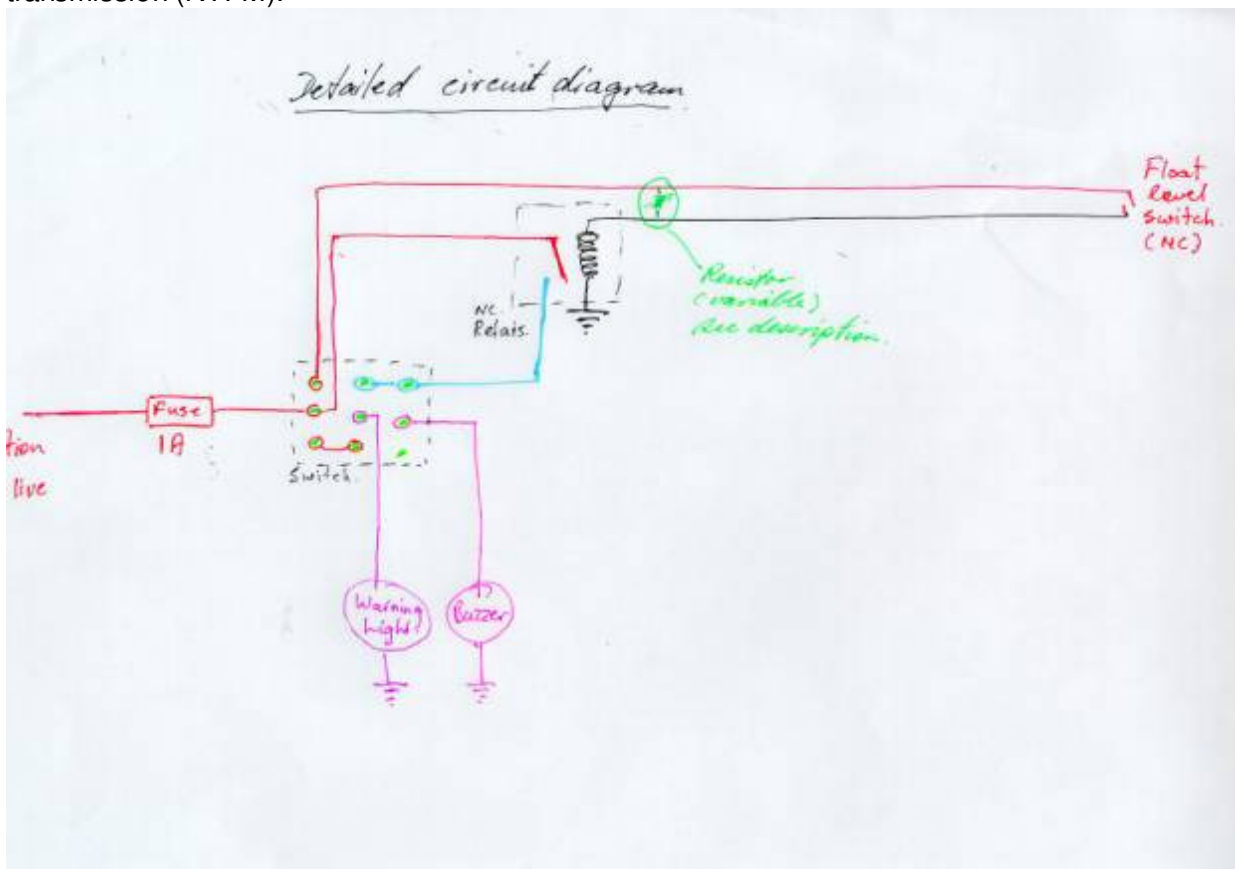 Detailed circuit diagram
Float
level
switch.
(NC)
Resistor
(variable)
see description.
NC
Relais.
Fuse
1A
live
Switch.
Warning
Light
Buzzer